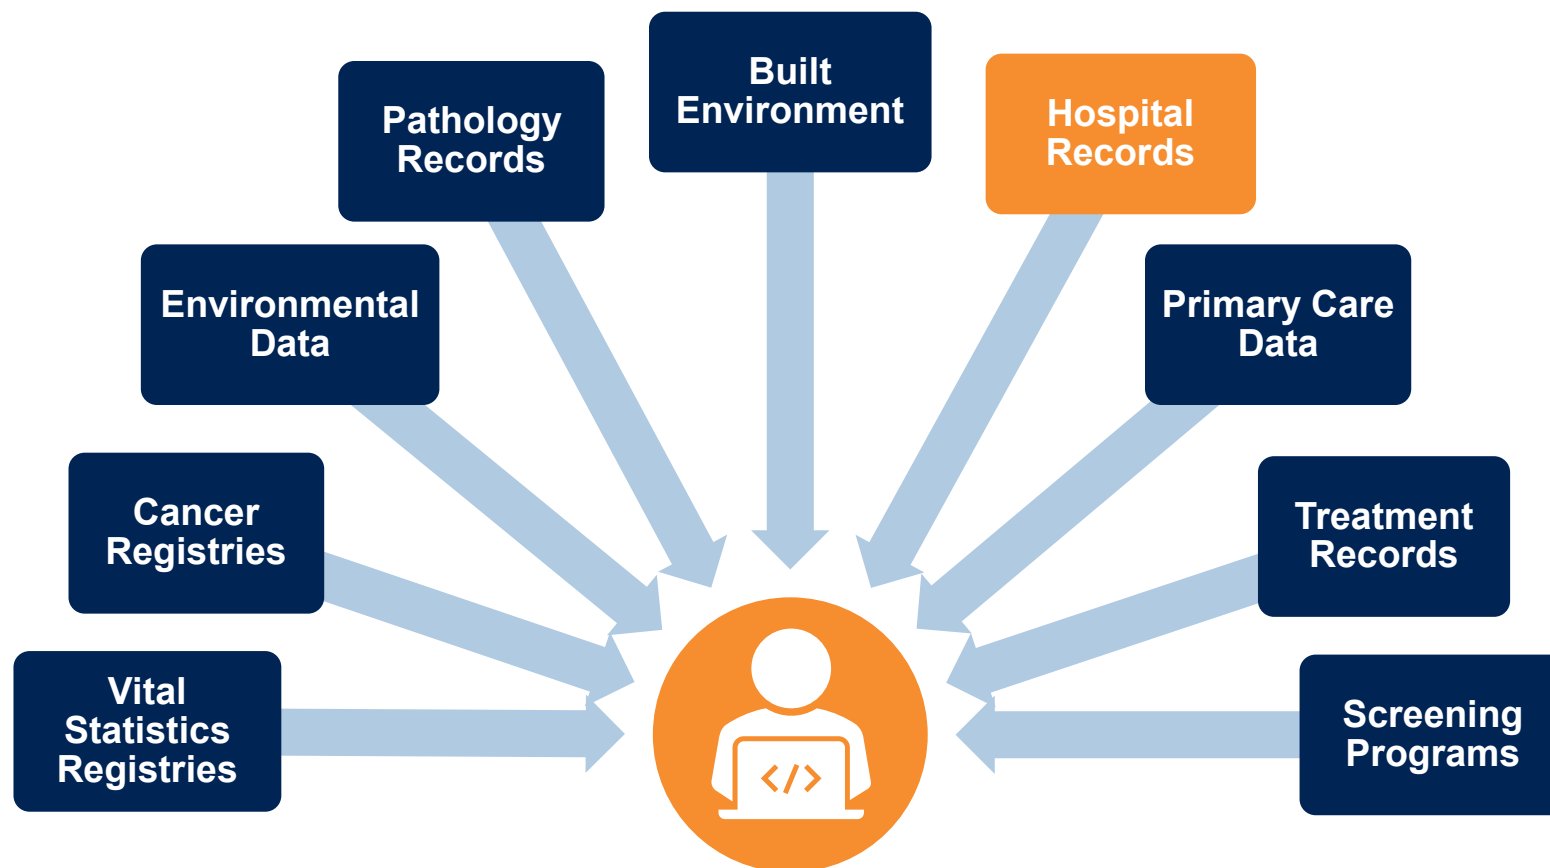 Built
Environment
Pathology
Records
Hospital
Records
Environmental
Data
Primary Care
Data
Cancer
Registries
Treatment
Records
Vital
Statistics
Registries
Screening
Programs
</>